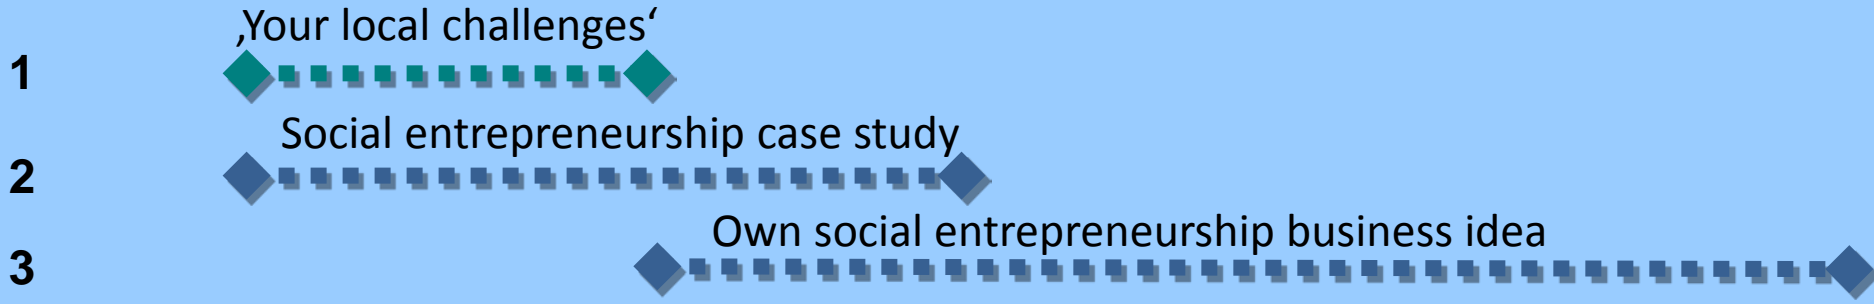 ‚Your local challenges‘
1
Social entrepreneurship case study
2
Own social entrepreneurship business idea
3